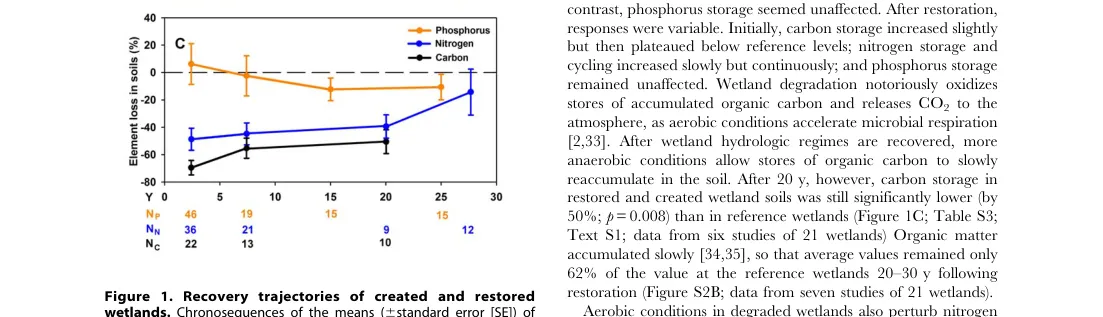 40
20
0
-20
-40
-60
-80
Element loss in soils (%)
C
Phosphorus
Nitrogen
Carbon
Y 0 5 10 15 20 25 30
NP 46 19 15 15
NN 36 21 9 12
NC 22 13 10
Figure 1. Recovery trajectories of created and restored
wetlands. Chronosequences of the means (±standard error [SE]) of
contrast, phosphorus storage seemed unaffected. After restoration,
responses were variable. Initially, carbon storage increased slightly
but then plateaued below reference levels; nitrogen storage and
cycling increased slowly but continuously; and phosphorus storage
remained unaffected. Wetland degradation notoriously oxidizes
stores of accumulated organic carbon and releases CO2 to the
atmosphere, as aerobic conditions accelerate microbial respiration
[2,33]. After wetland hydrologic regimes are recovered, more
anaerobic conditions allow stores of organic carbon to slowly
reaccumulate in the soil. After 20 y, however, carbon storage in
restored and created wetland soils was still significantly lower (by
50%; p = 0.008) than in reference wetlands (Figure 1C; Table S3;
Text S1; data from six studies of 21 wetlands) Organic matter
accumulated slowly [34,35], so that average values remained only
62% of the value at the reference wetlands 20–30 y following
restoration (Figure S2B; data from seven studies of 21 wetlands).
Aerobic conditions in degraded wetlands also perturb nitrogen